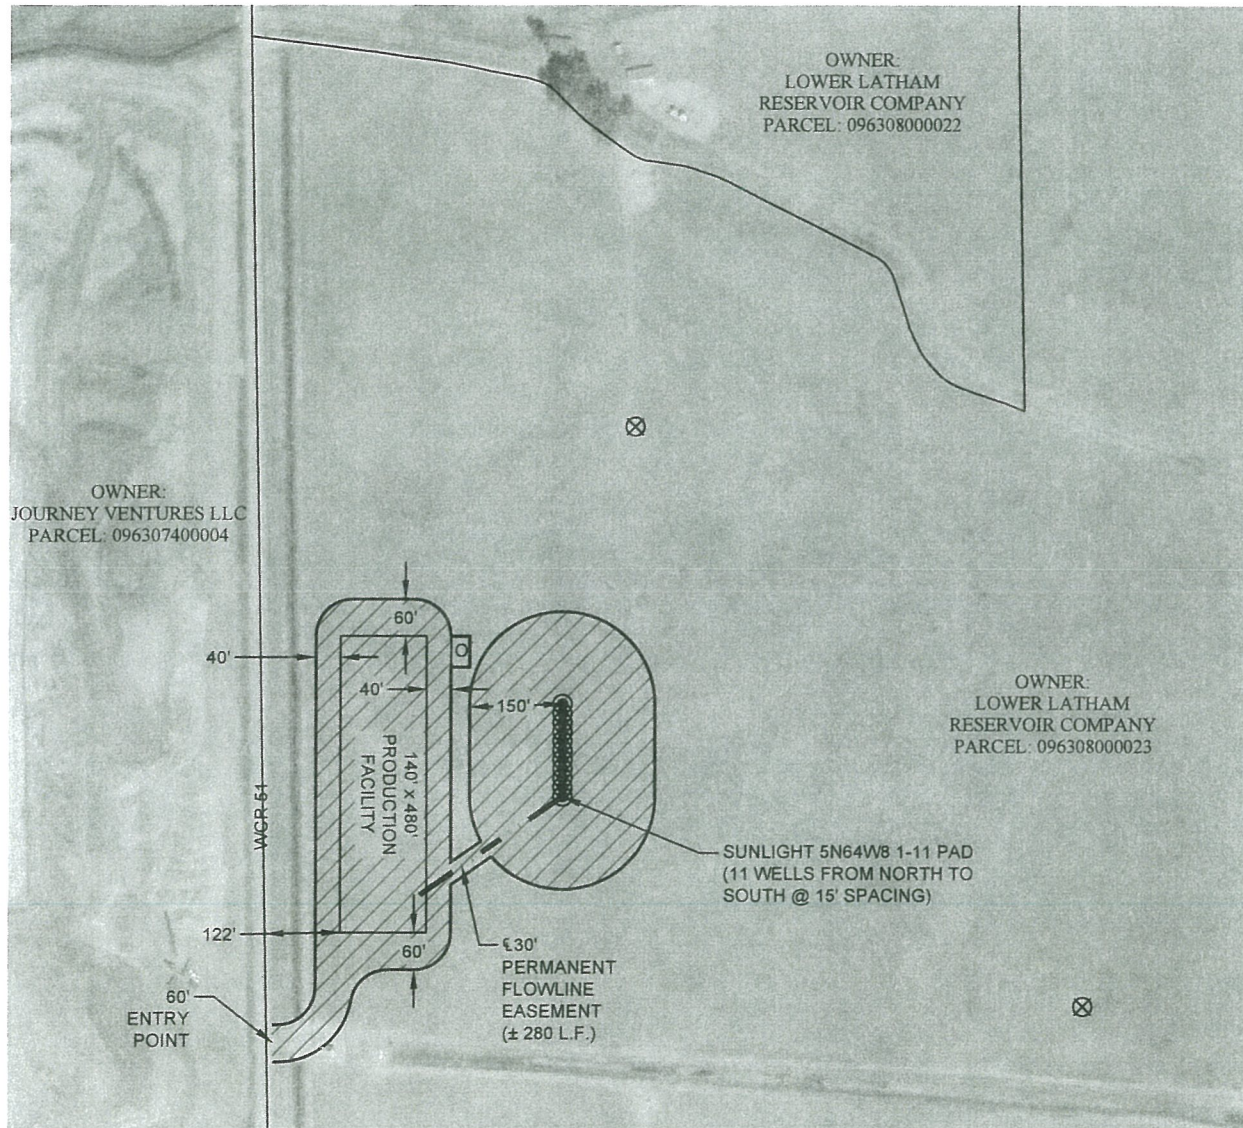 OWNER:
LOWER LATHAM
RESERVOIR COMPANY
PARCEL: 096308000022
OWNER:
JOURNEY VENTURES LLC
PARCEL: 096307400004
60'
40'
40'
150'
140' x 480'
PRODUCTION
FACILITY
WCR 51
OWNER:
LOWER LATHAM
RESERVOIR COMPANY
PARCEL: 096308000023
SUNLIGHT 5N64W8 1-11 PAD
(11 WELLS FROM NORTH TO
SOUTH @ 15' SPACING)
122'
60'
℄30'
PERMANENT
FLOWLINE
EASEMENT
(± 280 L.F.)
60'
ENTRY
POINT